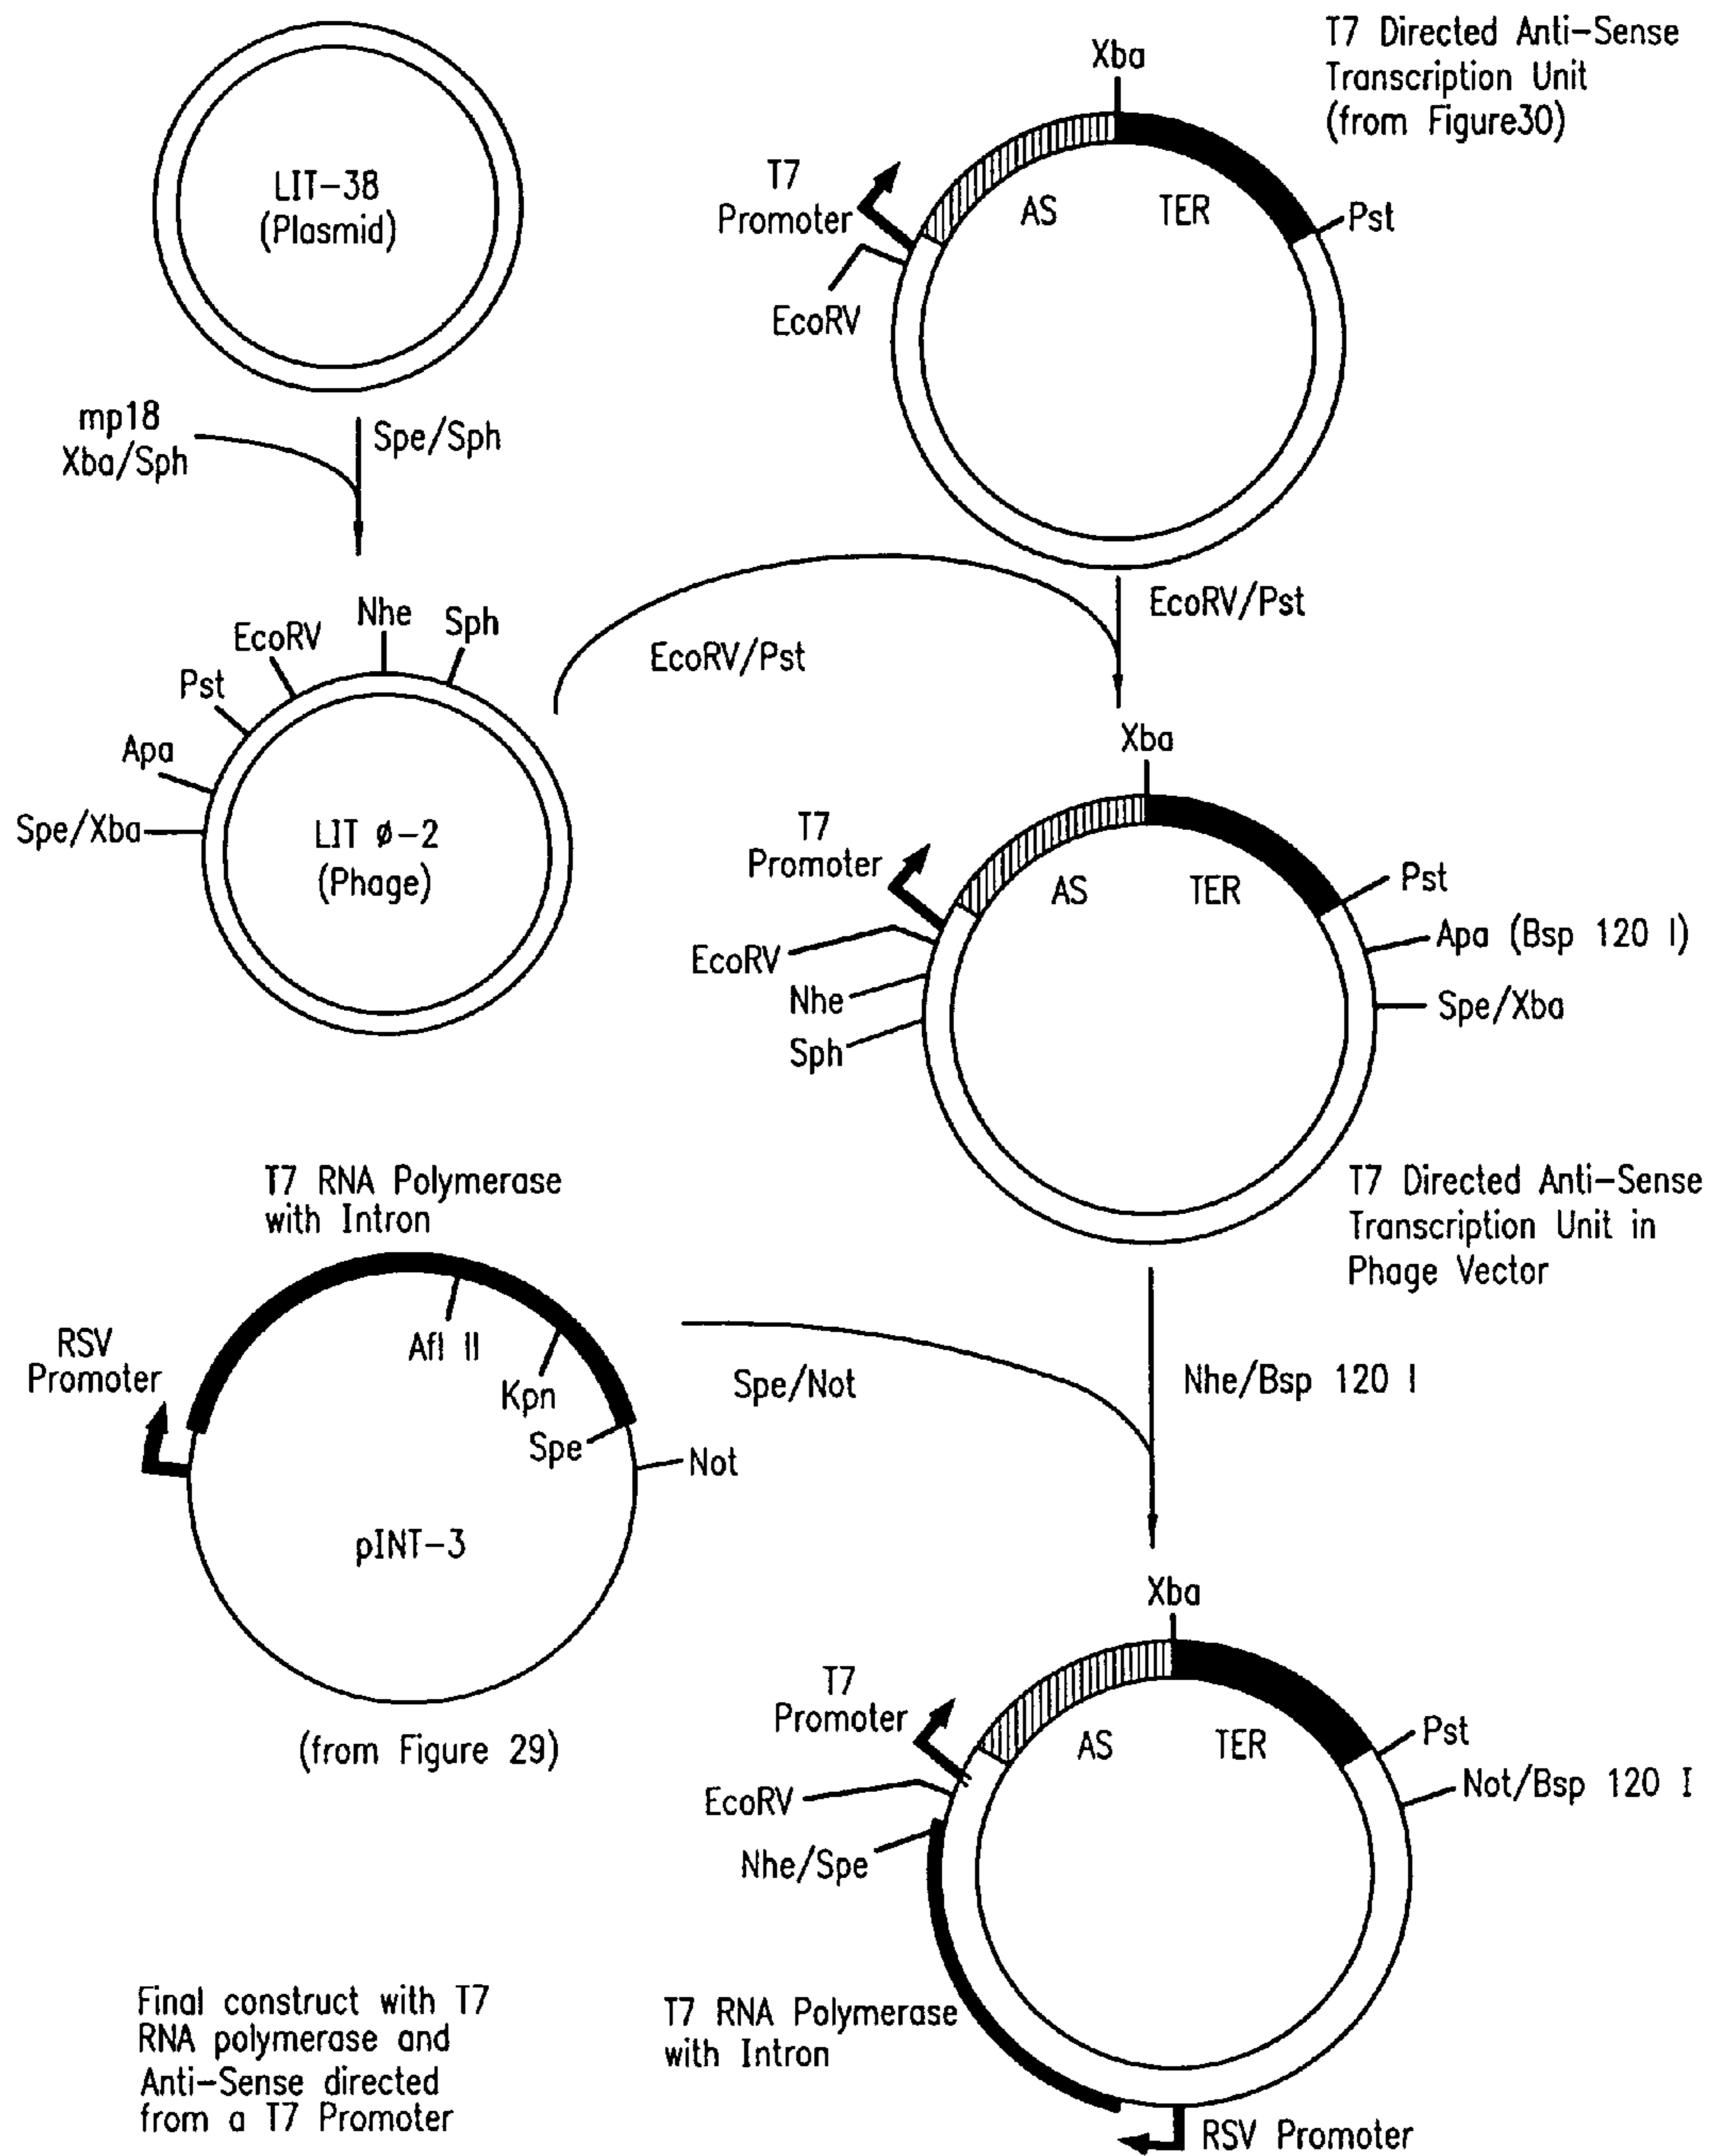 LIT-38
(Plasmid)
mp18
Xba/Sph
Spe/Sph
T7 Directed Anti-Sense
Transcription Unit
(from Figure30)
Xba
T7
Promoter
AS
TER
Pst
EcoRV
EcoRV/Pst
EcoRV/Pst
Nhe
Sph
EcoRV
Pst
Apa
Spe/Xba
LIT ø-2
(Phage)
Xba
T7
Promoter
AS
TER
Pst
Apa (Bsp 120 I)
Spe/Xba
EcoRV
Nhe
Sph
T7 Directed Anti-Sense
Transcription Unit in
Phage Vector
T7 RNA Polymerase
with Intron
RSV
Promoter
Afl II
Kpn
Spe
Not
pINT-3
(from Figure 29)
Spe/Not
Nhe/Bsp 120 I
Xba
T7
Promoter
AS
TER
Pst
Not/Bsp 120 I
EcoRV
Nhe/Spe
T7 RNA Polymerase
with Intron
RSV Promoter
Final construct with T7
RNA polymerase and
Anti-Sense directed
from a T7 Promoter